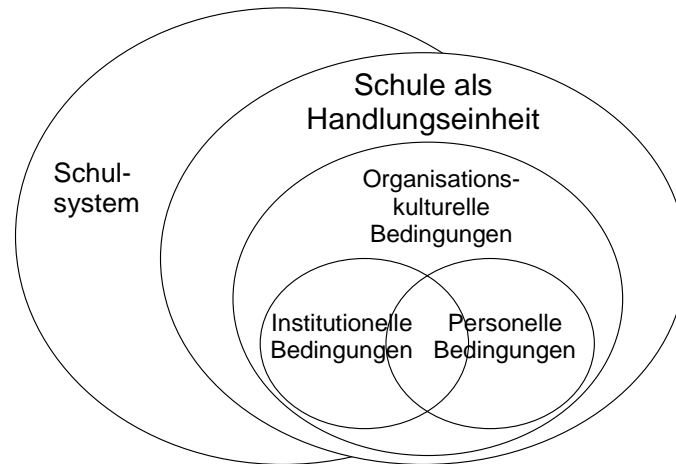 Schule als
Handlungseinheit
Schul-
system
Organisations-
kulturelle
Bedingungen
Institutionelle
Bedingungen
Personelle
Bedingungen